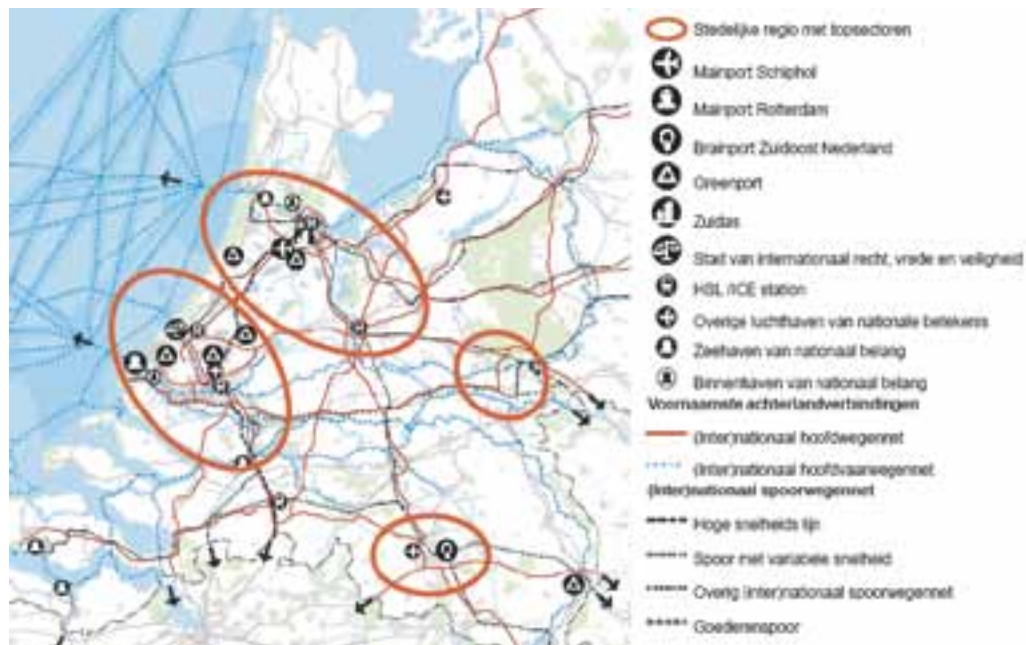 Stedelijke regio met topsectoren
Mainport Schiphol
Mainport Rotterdam
Brainport Zuidoost Nederland
Greenport
Zuidas
Stad van internationaal recht, vrede en veiligheid
HSL /ICE station
Overige luchthaven van nationale betekenis
Zeehaven van nationaal belang
Binnenhaven van nationaal belang
Voornaamste achterlandverbindingen
(Inter)nationaal hoofdwegennet
(Inter)nationaal hoofdvaarwegennet
(Inter)nationaal spoorwegennet
Hoge snelheids lijn
Spoor met variabele snelheid
Overig (inter)nationaal spoorwegennet
Goederenspoor